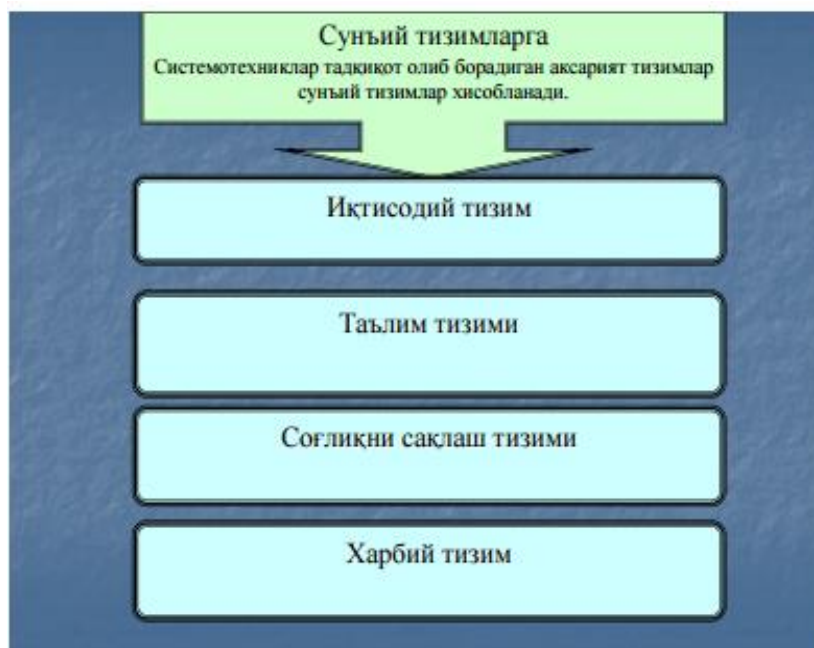 Сунъий тизимларга
Системотехниклар тадқиқот олиб борадиган аксарият тизимлар
сунъий тизимлар хисобланади.
Иқтисодий тизим
Таълим тизими
Соғлиқни сақлаш тизими
Харбий тизим